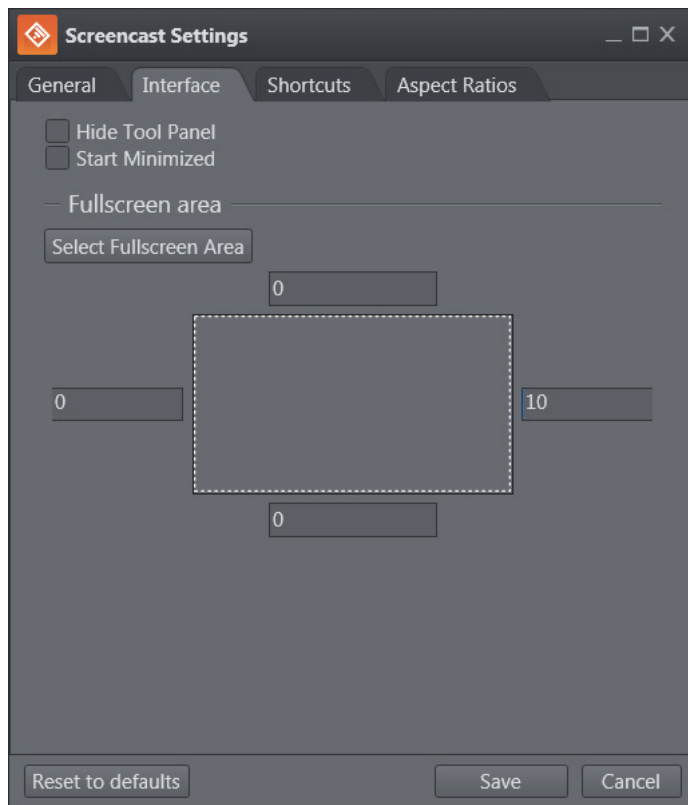 Screencast Settings
General Interface Shortcuts Aspect Ratios
Hide Tool Panel
Start Minimized
Fullscreen area
Select Fullscreen Area
0
0 10
0
Reset to defaults Save Cancel